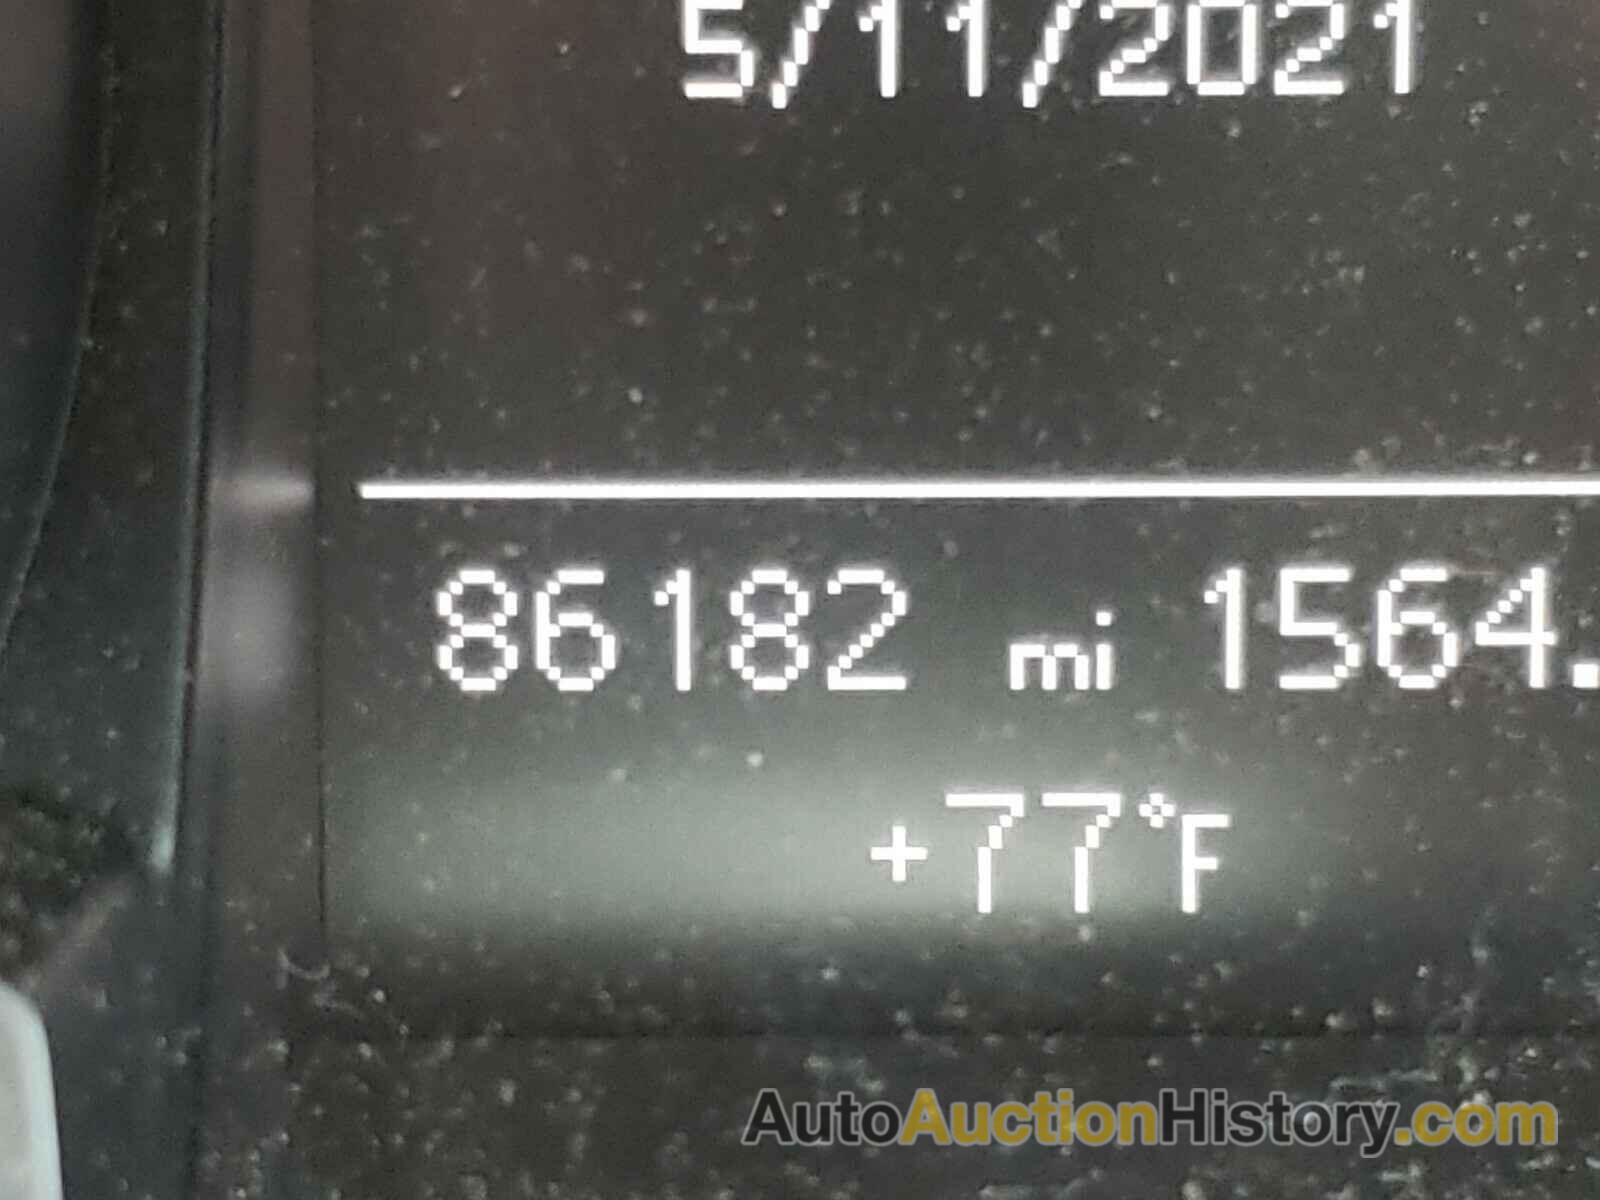 5/11/2021
86182 mi 1564.
+77°F
AutoAuctionHistory.com